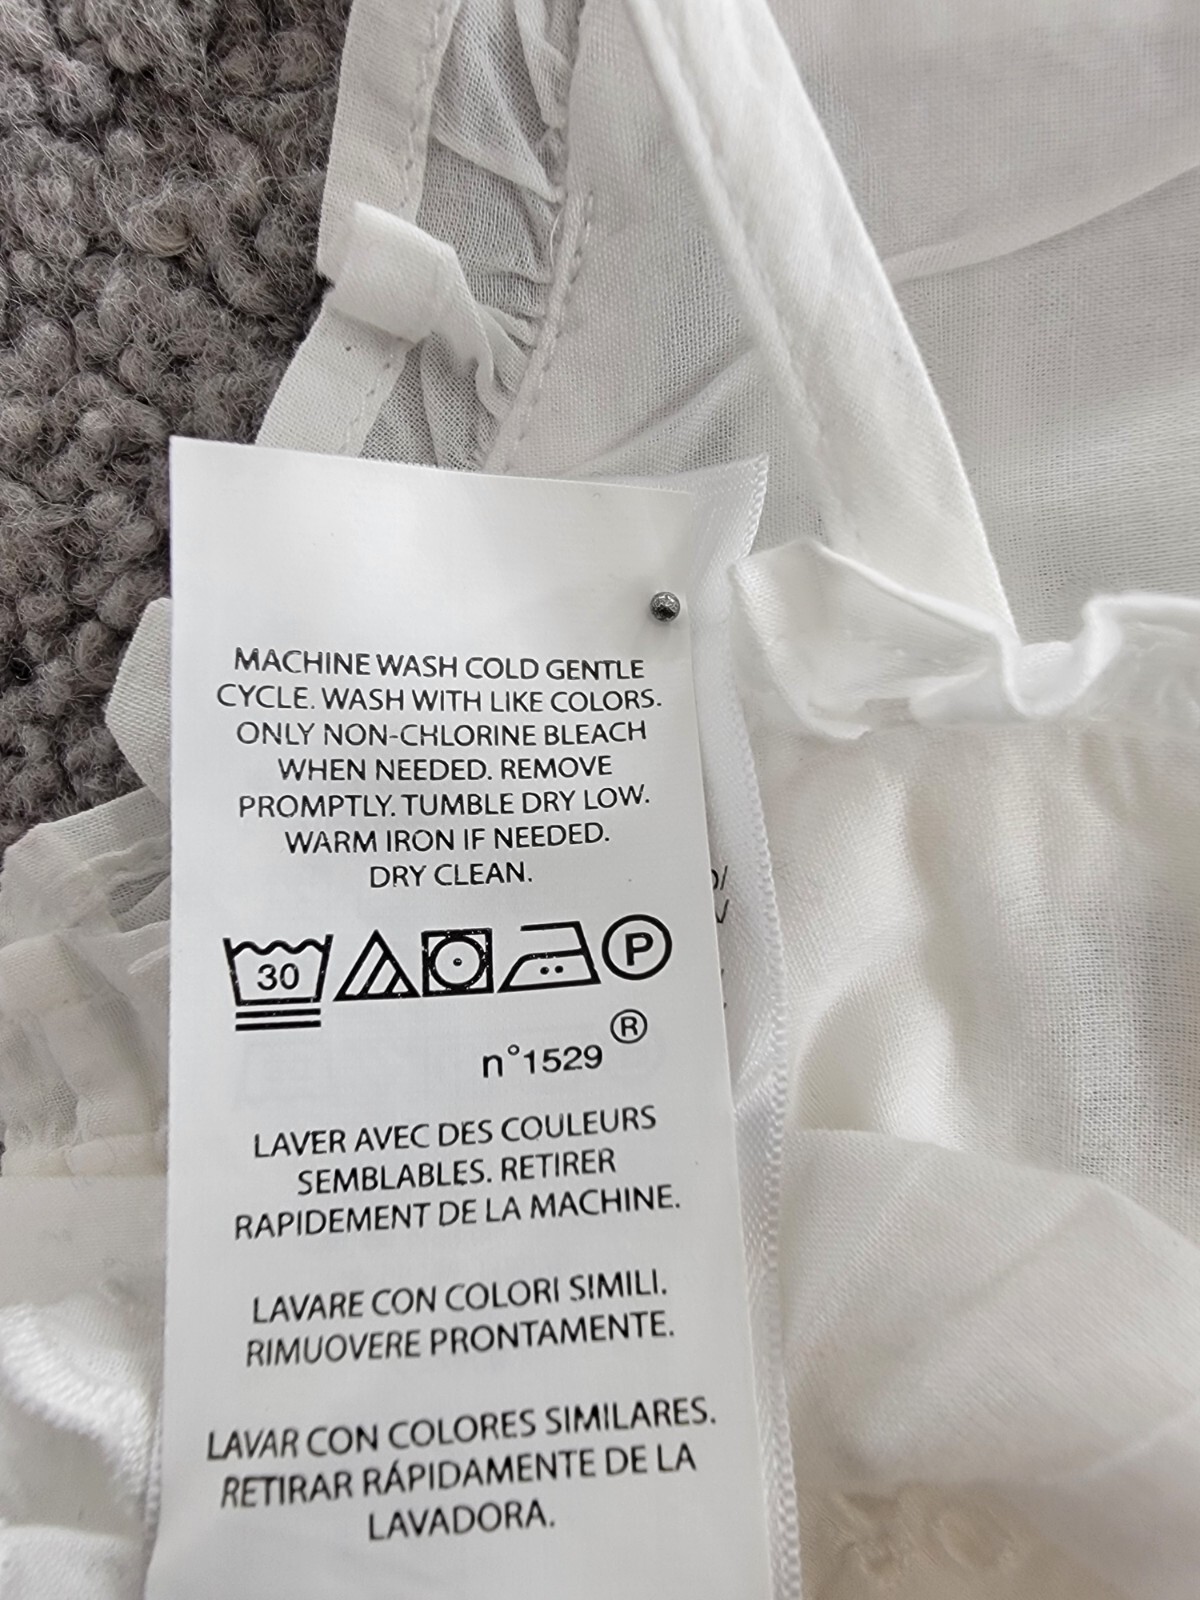 MACHINE WASH COLD GENTLE
CYCLE. WASH WITH LIKE COLORS.
ONLY NON-CHLORINE BLEACH
WHEN NEEDED. REMOVE
PROMPTLY. TUMBLE DRY LOW.
WARM IRON IF NEEDED.
DRY CLEAN.
30 P
n°1529 ®
LAVER AVEC DES COULEURS
SEMBLABLES. RETIRER
RAPIDEMENT DE LA MACHINE.
LAVARE CON COLORI SIMILI.
RIMUOVERE PRONTAMENTE.
LAVAR CON COLORES SIMILARES.
RETIRAR RÁPIDAMENTE DE LA
LAVADORA.